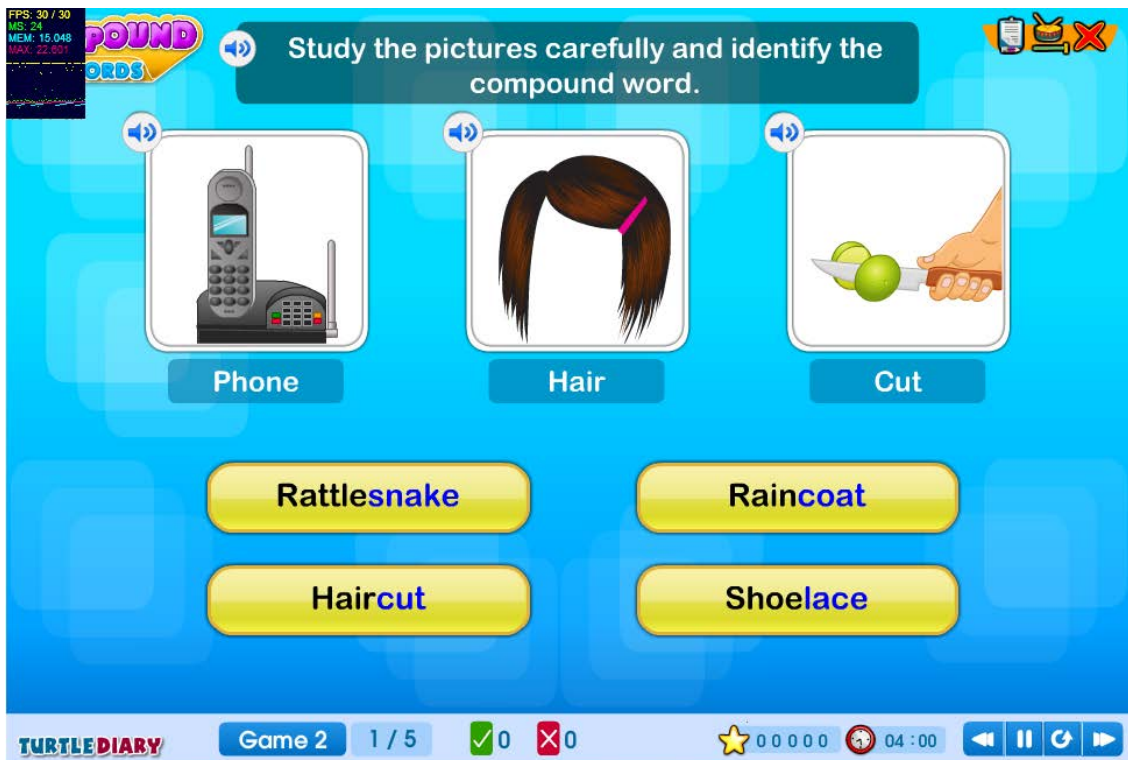 FPS: 30 / 30
MS: 24
MEM: 15.048
MAX: 22.601
POUND
ORDS
Study the pictures carefully and identify the
compound word.
Phone
Hair
Cut
Rattlesnake
Raincoat
Haircut
Shoelace
TURTLEDIARY
Game 2
1 / 5
0
0
00000
04:00